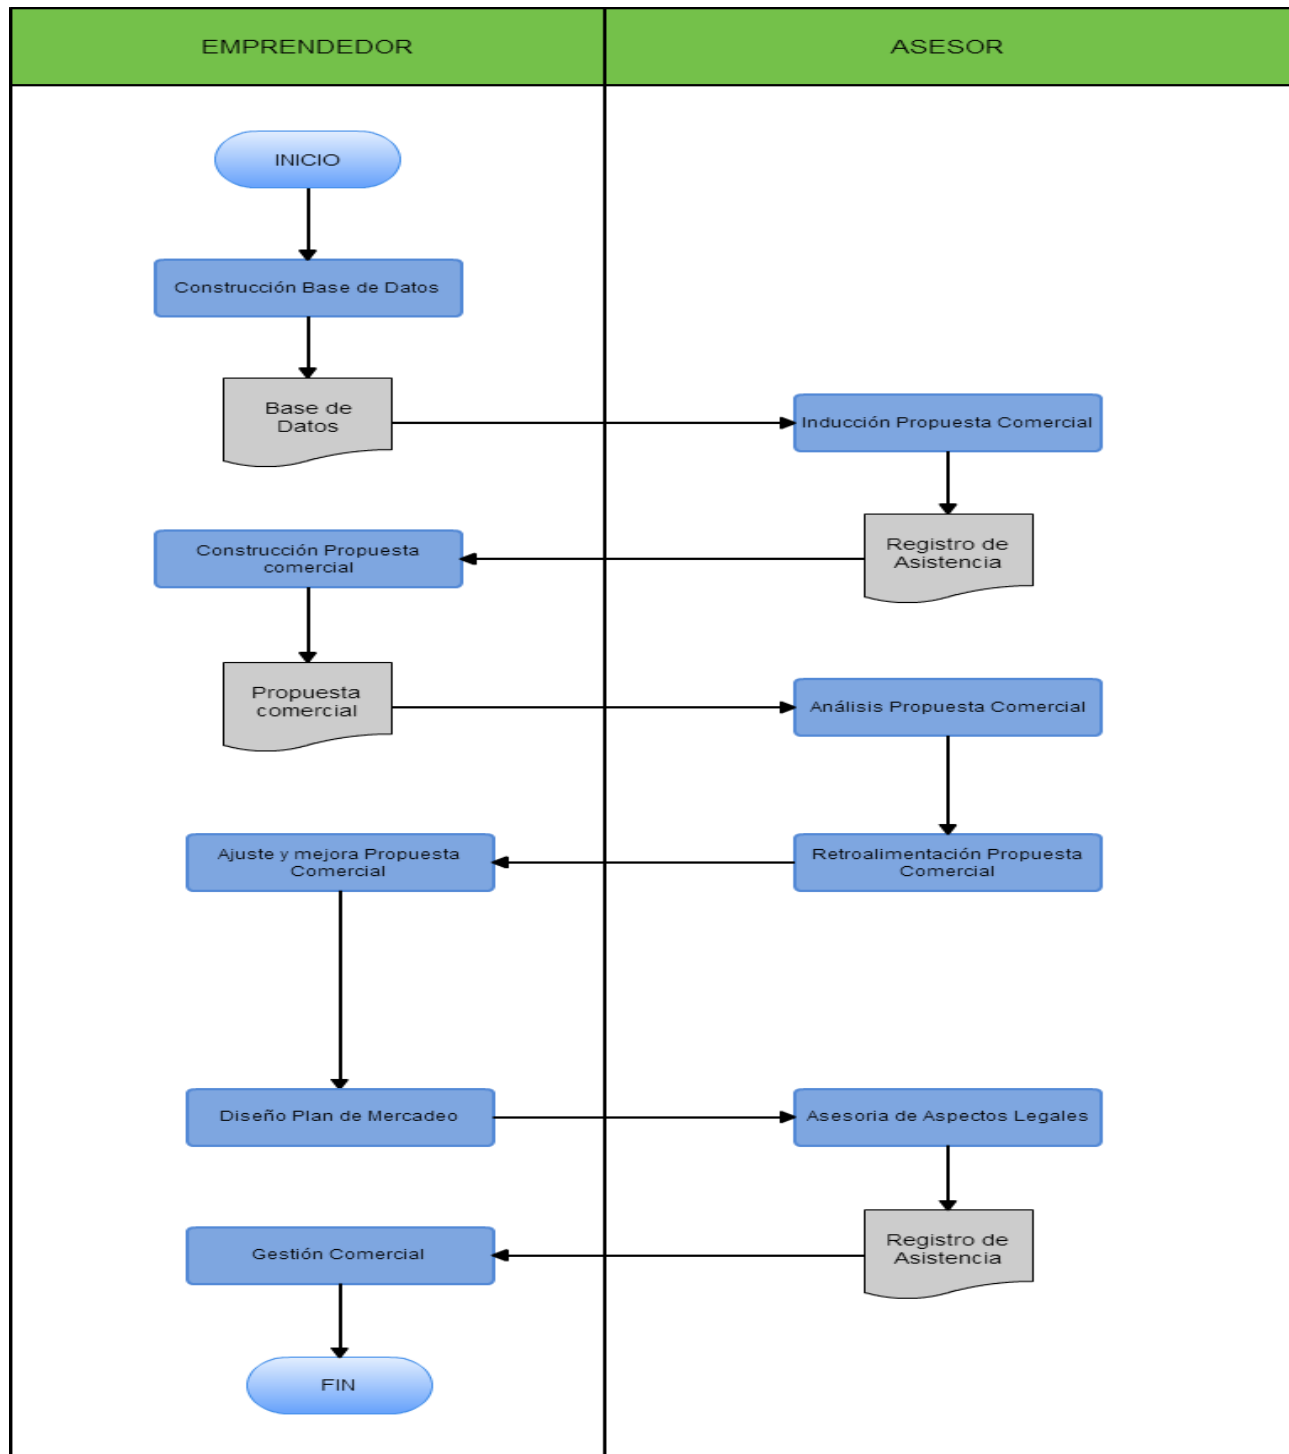 EMPRENDEDOR
ASESOR
INICIO
Construcción Base de Datos
Base de
Datos
Inducción Propuesta Comercial
Registro de
Asistencia
Construcción Propuesta
comercial
Propuesta
comercial
Análisis Propuesta Comercial
Retroalimentación Propuesta
Comercial
Ajuste y mejora Propuesta
Comercial
Diseño Plan de Mercadeo
Asesoria de Aspectos Legales
Registro de
Asistencia
Gestión Comercial
FIN